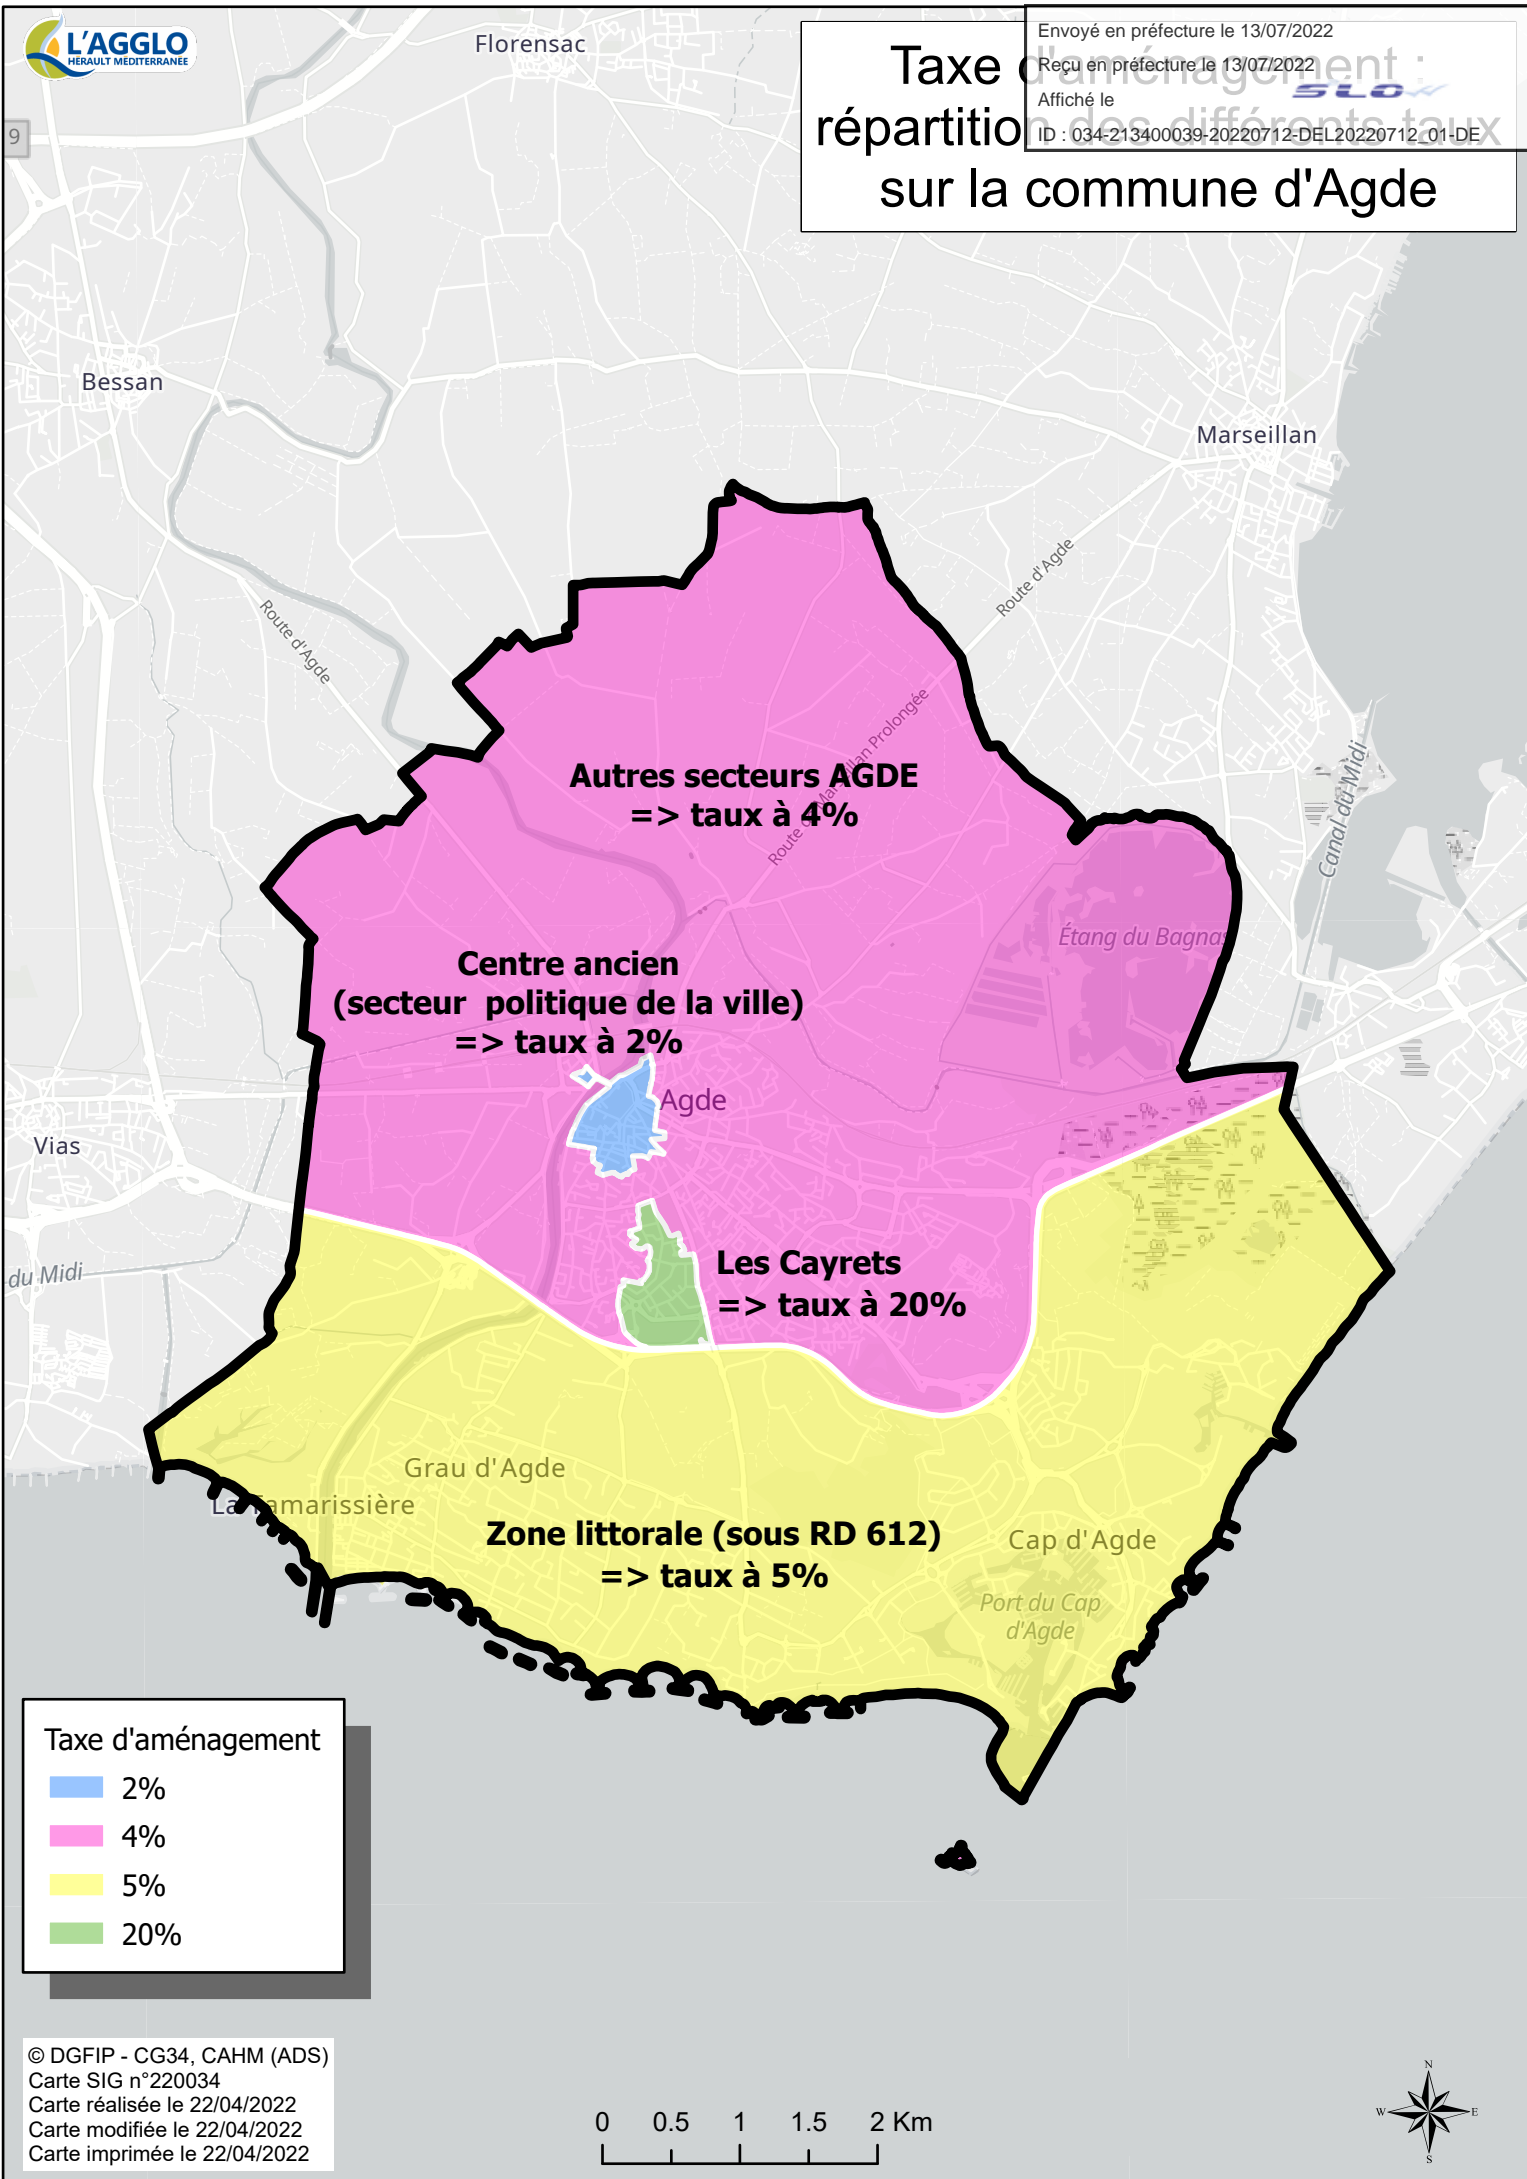 L'AGGLO
HÉRAULT MÉDITERRANÉE
Florensac
Taxe d'aménagement :
répartition des différents taux
sur la commune d'Agde
Envoyé en préfecture le 13/07/2022
Reçu en préfecture le 13/07/2022
Affiché le
SLOW
ID : 034-213400039-20220712-DEL20220712_01-DE
9
Bessan
Marseillan
Route d'Agde
Route d'Agde
Route de Marseillan Prolongée
Autres secteurs AGDE
=> taux à 4%
Canal du Midi
Étang du Bagnas
Centre ancien
(secteur politique de la ville)
=> taux à 2%
Agde
Vias
Les Cayrets
=> taux à 20%
du Midi
Grau d'Agde
La Tamarissière
Zone littorale (sous RD 612)
=> taux à 5%
Cap d'Agde
Port du Cap
d'Agde
Taxe d'aménagement
2%
4%
5%
20%
© DGFIP - CG34, CAHM (ADS)
Carte SIG n°220034
Carte réalisée le 22/04/2022
Carte modifiée le 22/04/2022
Carte imprimée le 22/04/2022
0 0.5 1 1.5 2 Km
N
W E
S